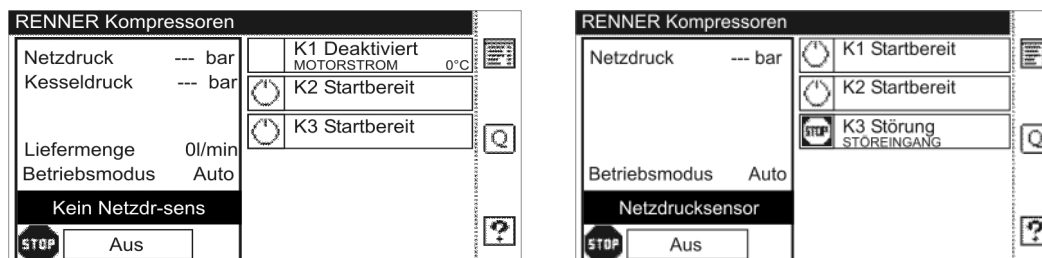 RENNER Kompressoren
Netzdruck --- bar
Kesseldruck --- bar
Liefermenge 0l/min
Betriebsmodus Auto
Kein Netzdr-sens
STOP Aus
K1 Deaktiviert
MOTORSTROM 0°C
K2 Startbereit
K3 Startbereit
Q
?
RENNER Kompressoren
Netzdruck --- bar
Betriebsmodus Auto
Netzdrucksensor
STOP Aus
K1 Startbereit
K2 Startbereit
STOP K3 Störung
STÖREINGANG
Q
?